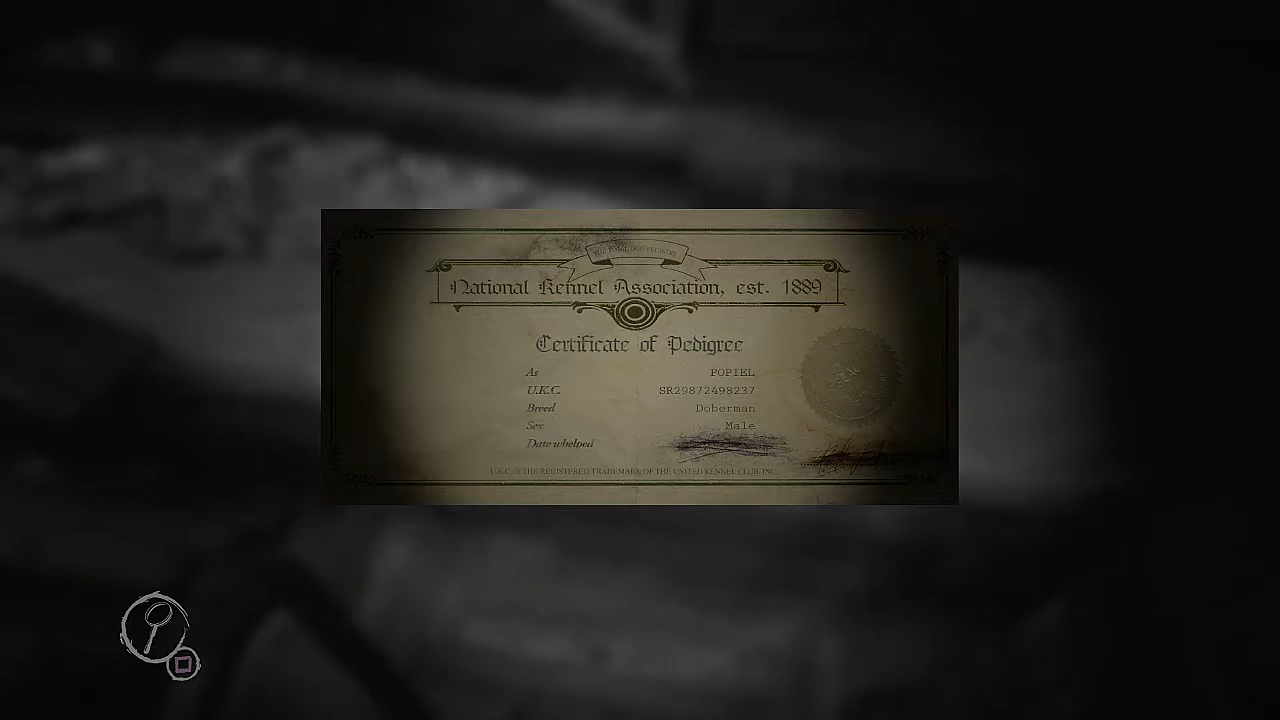 National Kennel Association, est. 1889
Certificate of Pedigree
As POPIEL
U.K.C. SR29872498237
Breed Doberman
Sex Male
Date whelped
U.K.C. IS THE REGISTERED TRADEMARK OF THE UNITED KENNEL CLUB, INC.